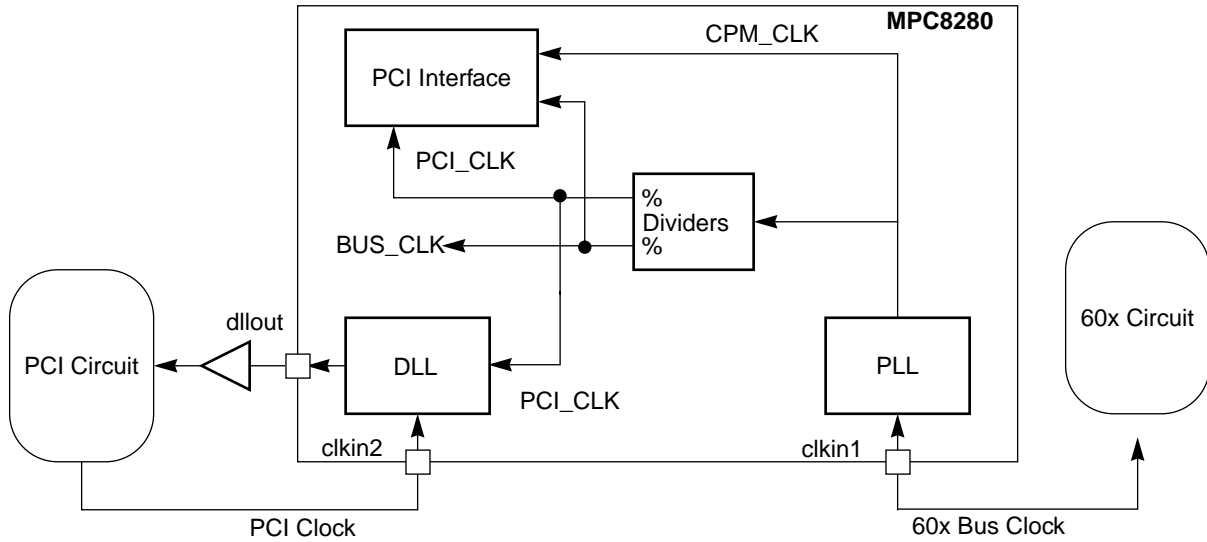 MPC8280
CPM_CLK
PCI Interface
PCI_CLK
%
Dividers
%
BUS_CLK
dllout
60x Circuit
PCI Circuit
DLL
PLL
PCI_CLK
clkin2
clkin1
PCI Clock
60x Bus Clock